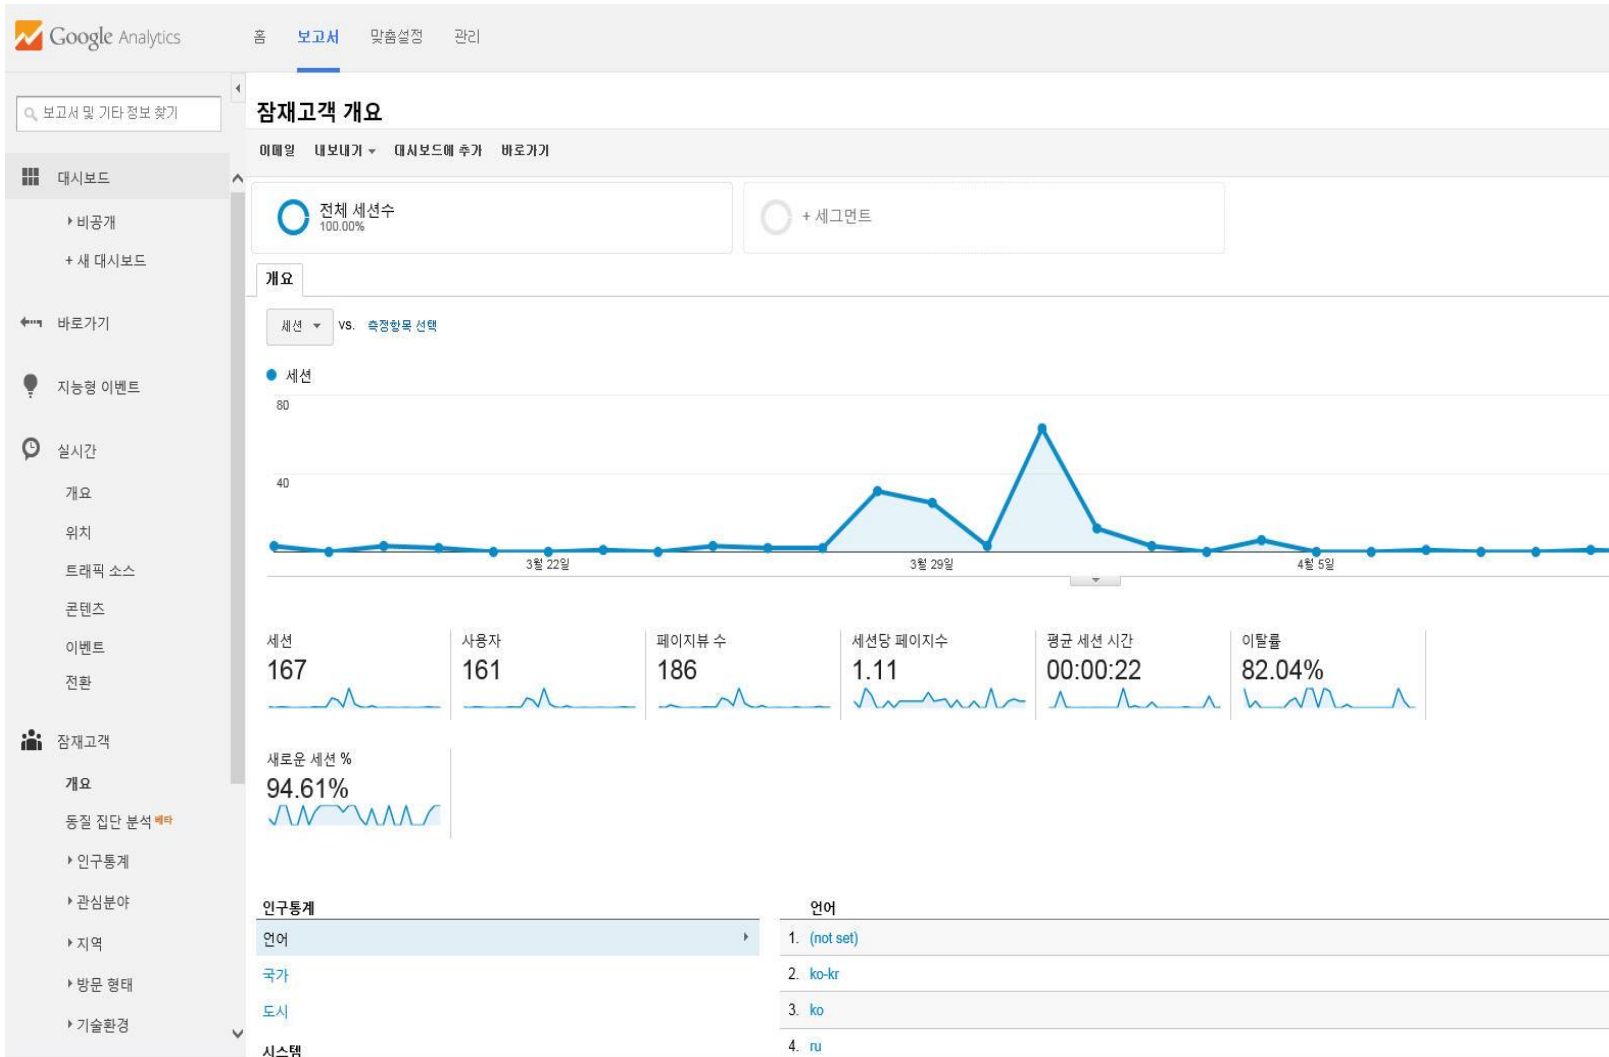 Google Analytics
홈 보고서 맞춤설정 관리
보고서 및 기타 정보 찾기
대시보드
비공개
+ 새 대시보드
바로가기
지능형 이벤트
실시간
개요
위치
트래픽 소스
콘텐츠
이벤트
전환
잠재고객
개요
동질 집단 분석 베타
인구통계
관심분야
지역
방문 형태
기술환경
잠재고객 개요
이메일 내보내기 대시보드에 추가 바로가기
전체 세션수
100.00%
+ 세그먼트
개요
세션 VS. 측정항목 선택
세션
80
40
3월 22일 3월 29일 4월 5일
세션 사용자 페이지뷰 수 세션당 페이지수 평균 세션 시간 이탈률
167 161 186 1.11 00:00:22 82.04%
새로운 세션 %
94.61%
인구통계
언어
국가
도시
시스템
언어
1. (not set)
2. ko-kr
3. ko
4. ru